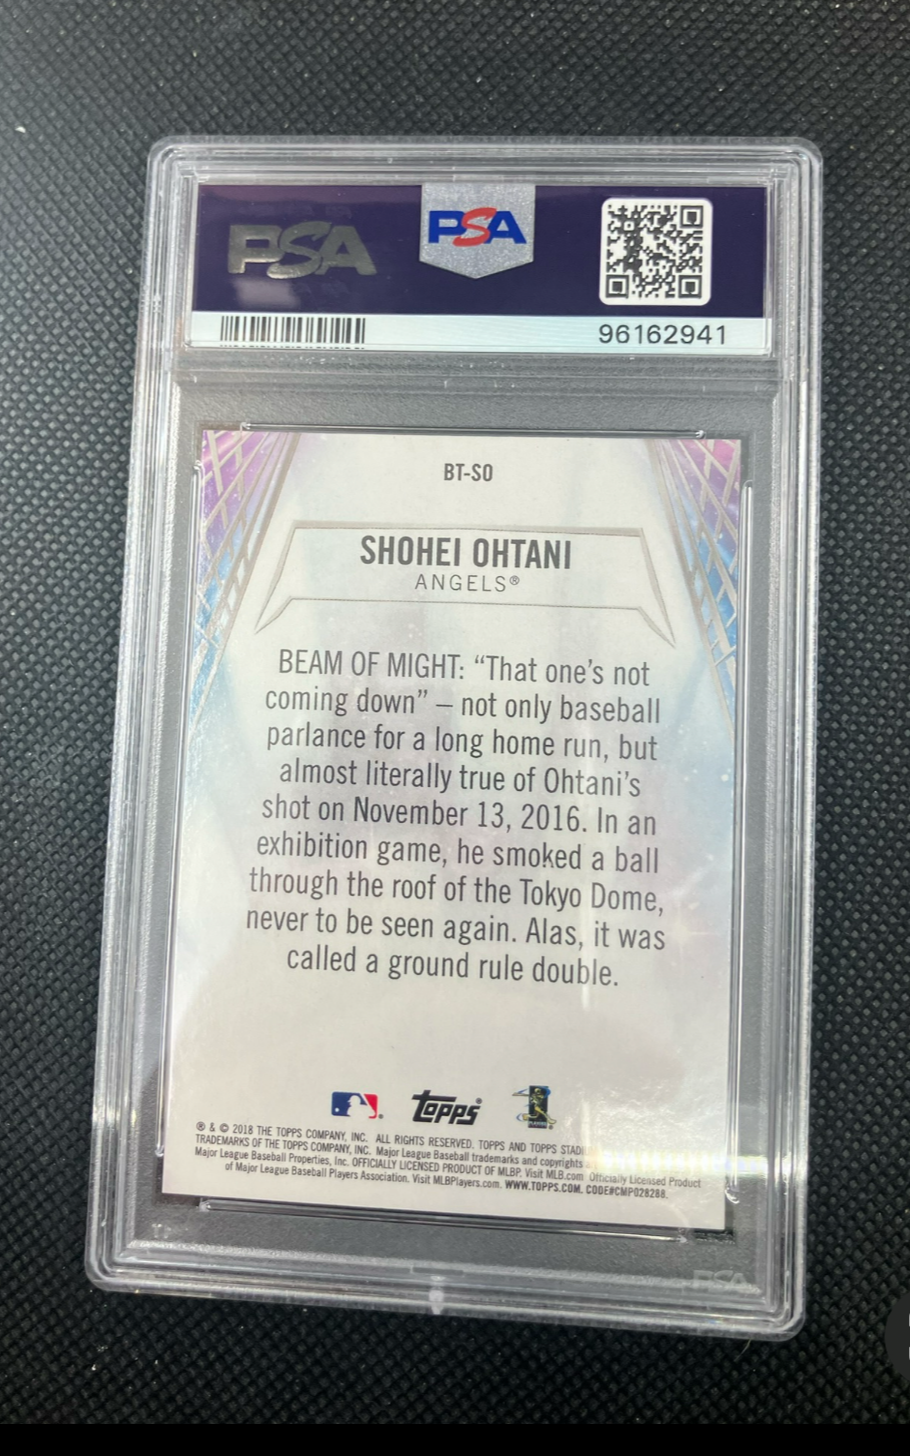 PSA PSA
96162941
BT-SO
SHOHEI OHTANI
ANGELS®
BEAM OF MIGHT: “That one’s not
coming down” – not only baseball
parlance for a long home run, but
almost literally true of Ohtani’s
shot on November 13, 2016. In an
exhibition game, he smoked a ball
through the roof of the Tokyo Dome,
never to be seen again. Alas, it was
called a ground rule double.
topps
® & © 2018 THE TOPPS COMPANY, INC. ALL RIGHTS RESERVED. TOPPS AND TOPPS
TRADEMARKS OF THE TOPPS COMPANY, INC. Major League Baseball trademarks and copyrights
Major League Baseball Properties, Inc. OFFICIALLY LICENSED PRODUCT OF MLBP. Visit MLB.com Officially Licensed Product
of Major League Baseball Players Association. Visit MLBPlayers.com. WWW.TOPPS.COM. CODE#CMP028288.
PSA